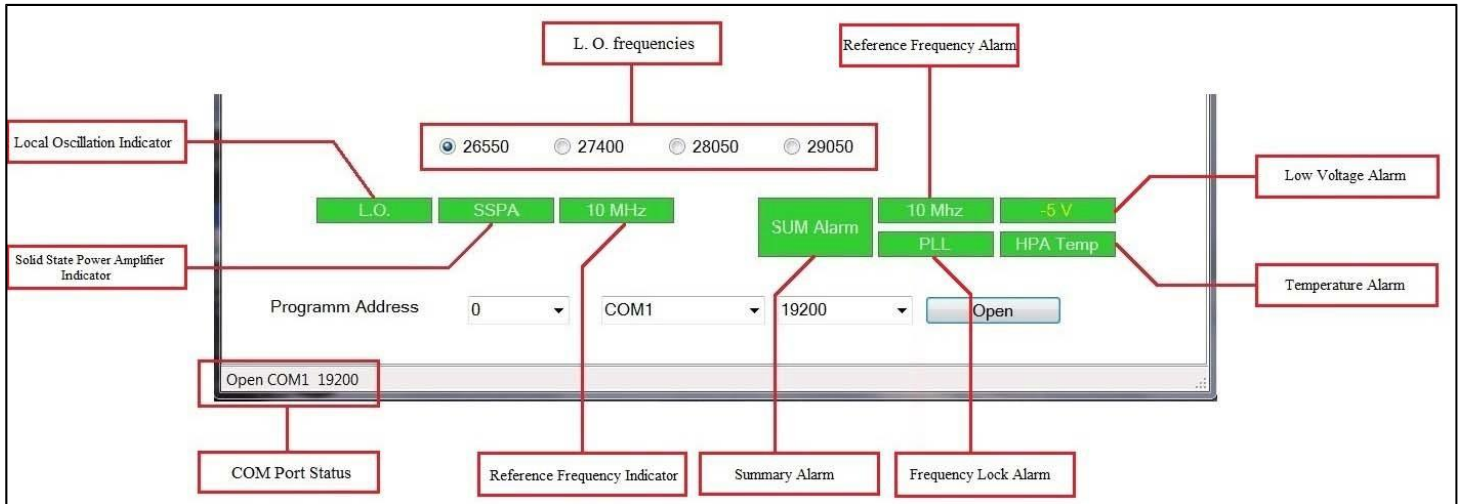 L. O. frequencies
Reference Frequency Alarm
Local Oscillation Indicator
26550 27400 28050 29050
Low Voltage Alarm
L.O. SSPA 10 MHz
SUM Alarm
10 Mhz -5 V
PLL HPA Temp
Solid State Power Amplifier
Indicator
Temperature Alarm
Programm Address 0 COM1 19200 Open
Open COM1 19200
COM Port Status
Reference Frequency Indicator
Summary Alarm
Frequency Lock Alarm